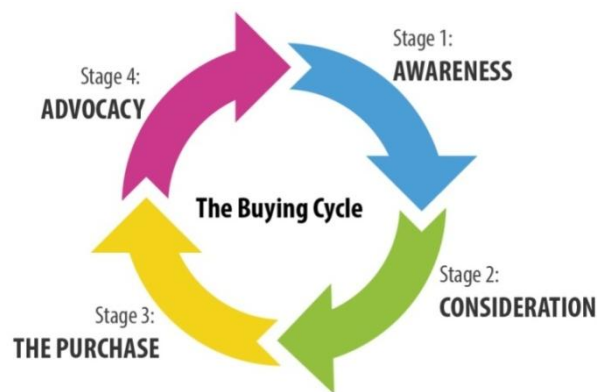 Stage 1:
AWARENESS
Stage 4:
ADVOCACY
The Buying Cycle
Stage 2:
CONSIDERATION
Stage 3:
THE PURCHASE